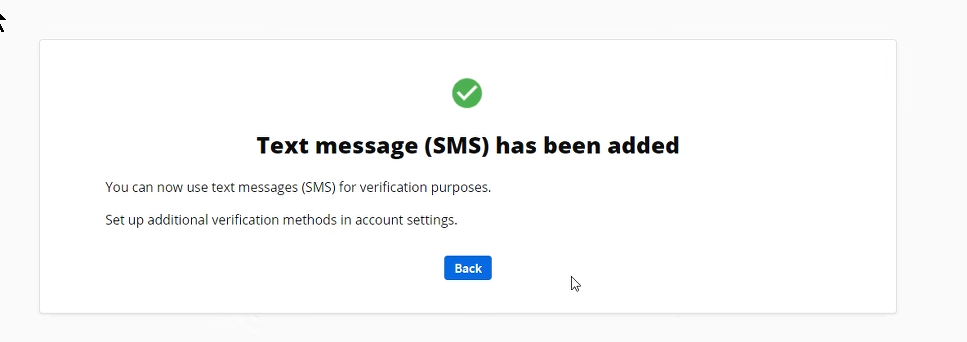 Text message (SMS) has been added
You can now use text messages (SMS) for verification purposes.
Set up additional verification methods in account settings.
Back